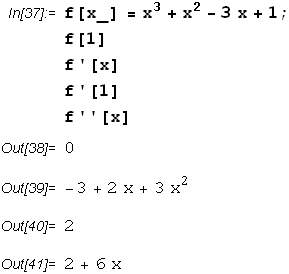 In[37]:= f[x_] = x³ + x² - 3 x + 1;
f[1]
f'[x]
f'[1]
f''[x]
Out[38]= 0
Out[39]= -3 + 2 x + 3 x²
Out[40]= 2
Out[41]= 2 + 6 x